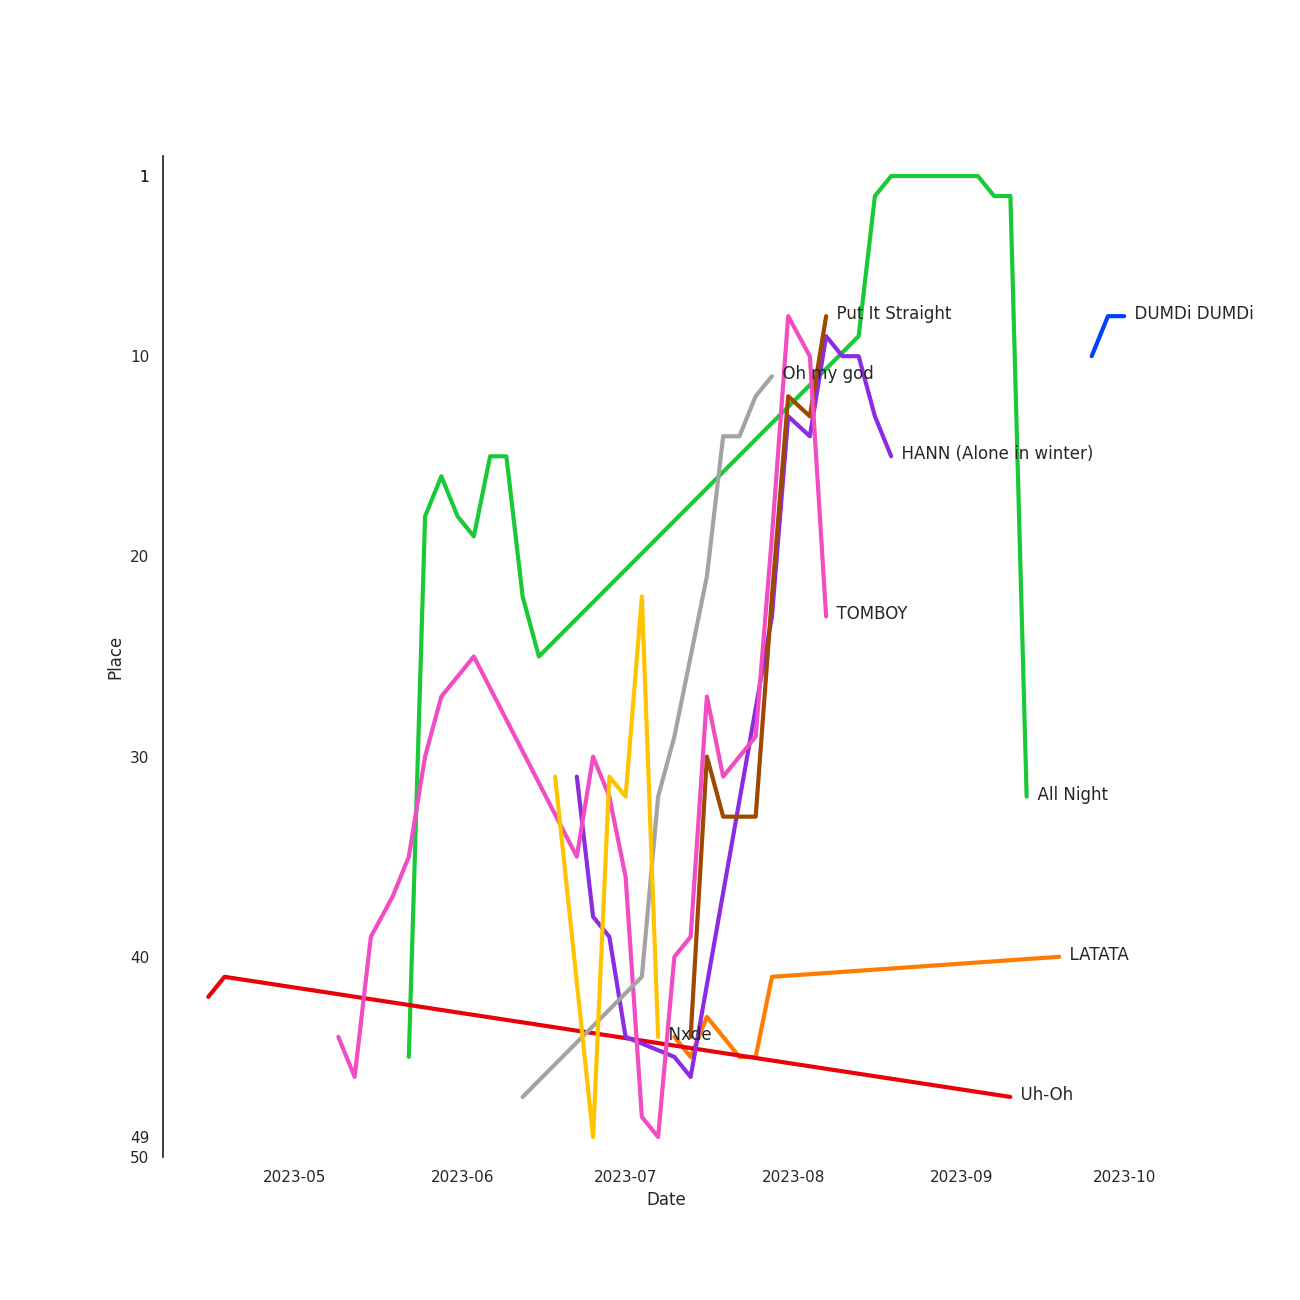 1
10
20
30
40
49
50
Place
Put It Straight
DUMDi DUMDi
Oh my god
HANN (Alone in winter)
TOMBOY
All Night
LATATA
Nxde
Uh-Oh
2023-05
2023-06
2023-07
2023-08
2023-09
2023-10
Date